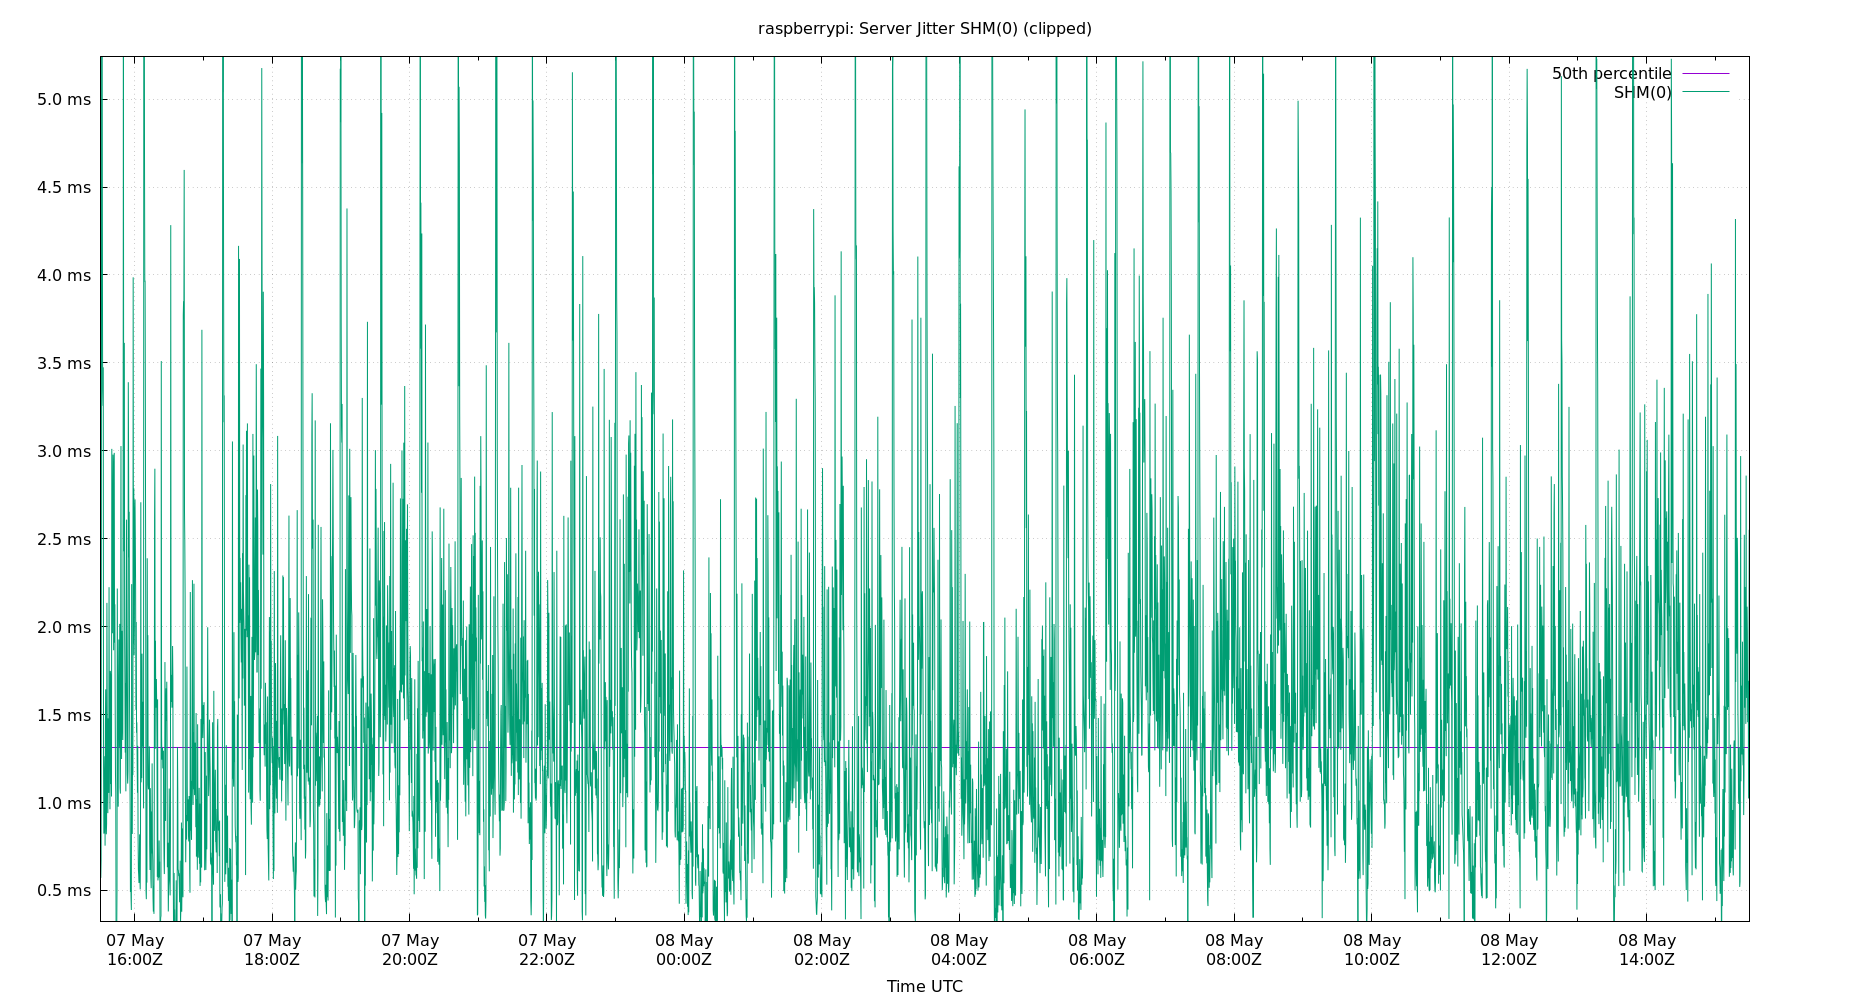 raspberrypi: Server Jitter SHM(0) (clipped)
50th percentile
SHM(0)
5.0 ms
4.5 ms
4.0 ms
3.5 ms
3.0 ms
2.5 ms
2.0 ms
1.5 ms
1.0 ms
0.5 ms
07 May 07 May 07 May 07 May 08 May 08 May 08 May 08 May 08 May 08 May 08 May 08 May
16:00Z 18:00Z 20:00Z 22:00Z 00:00Z 02:00Z 04:00Z 06:00Z 08:00Z 10:00Z 12:00Z 14:00Z
Time UTC